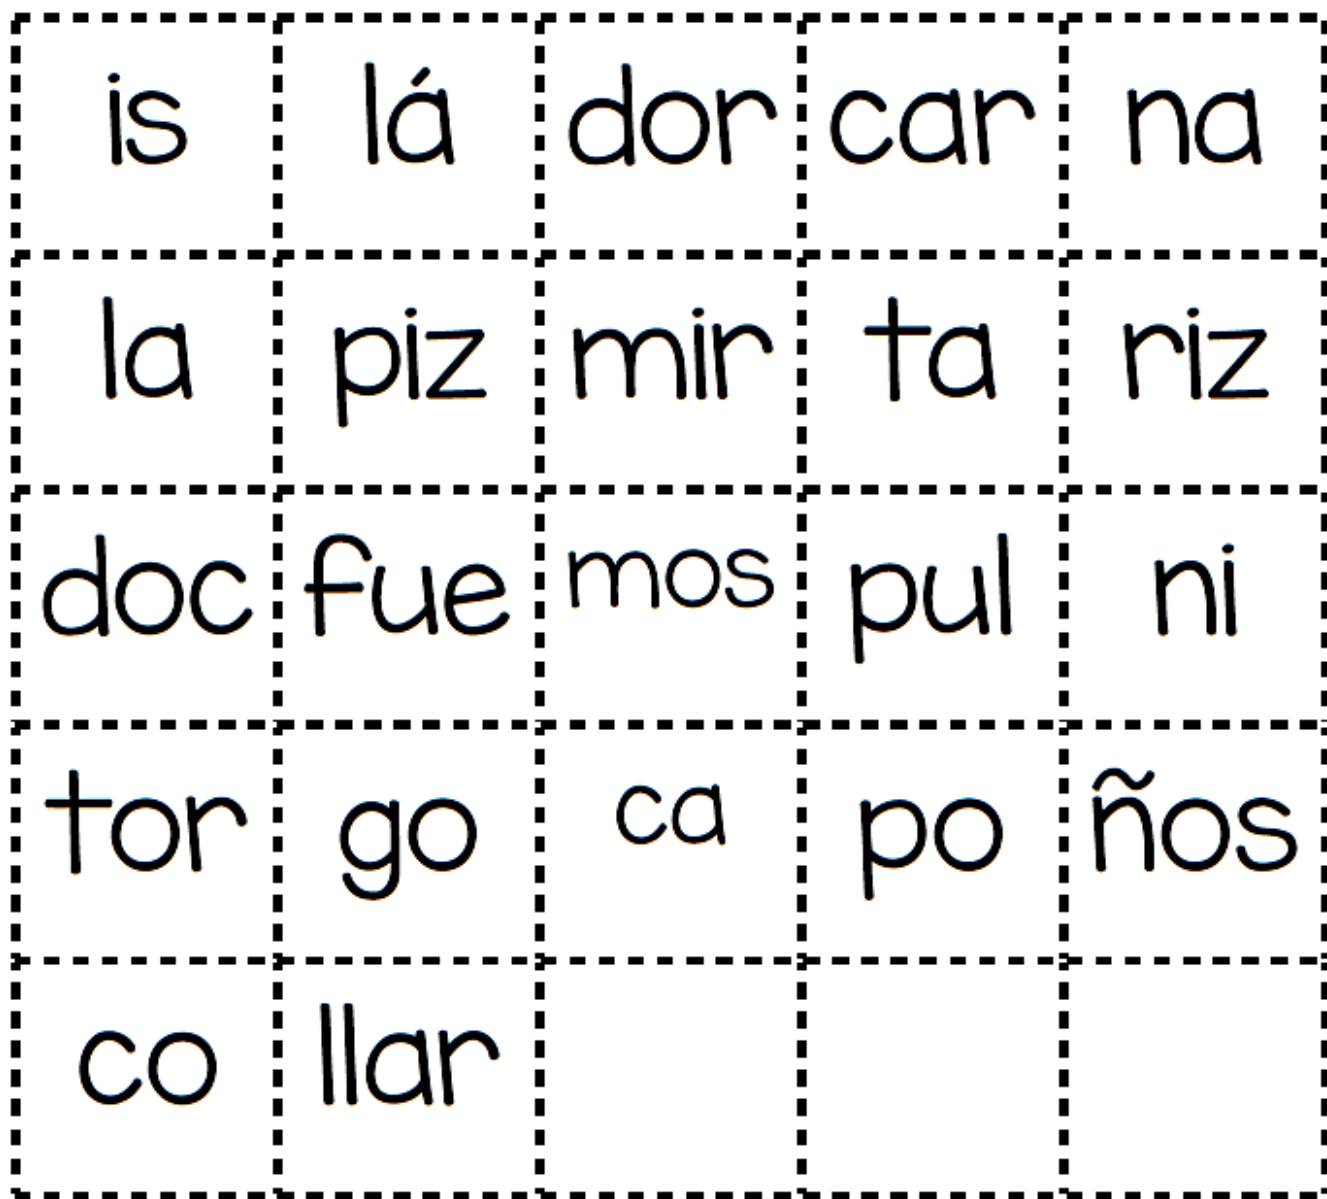 is lá dor car na
la piz mir ta riz
doc fue mos pul ni
tor go ca po ños
co llar